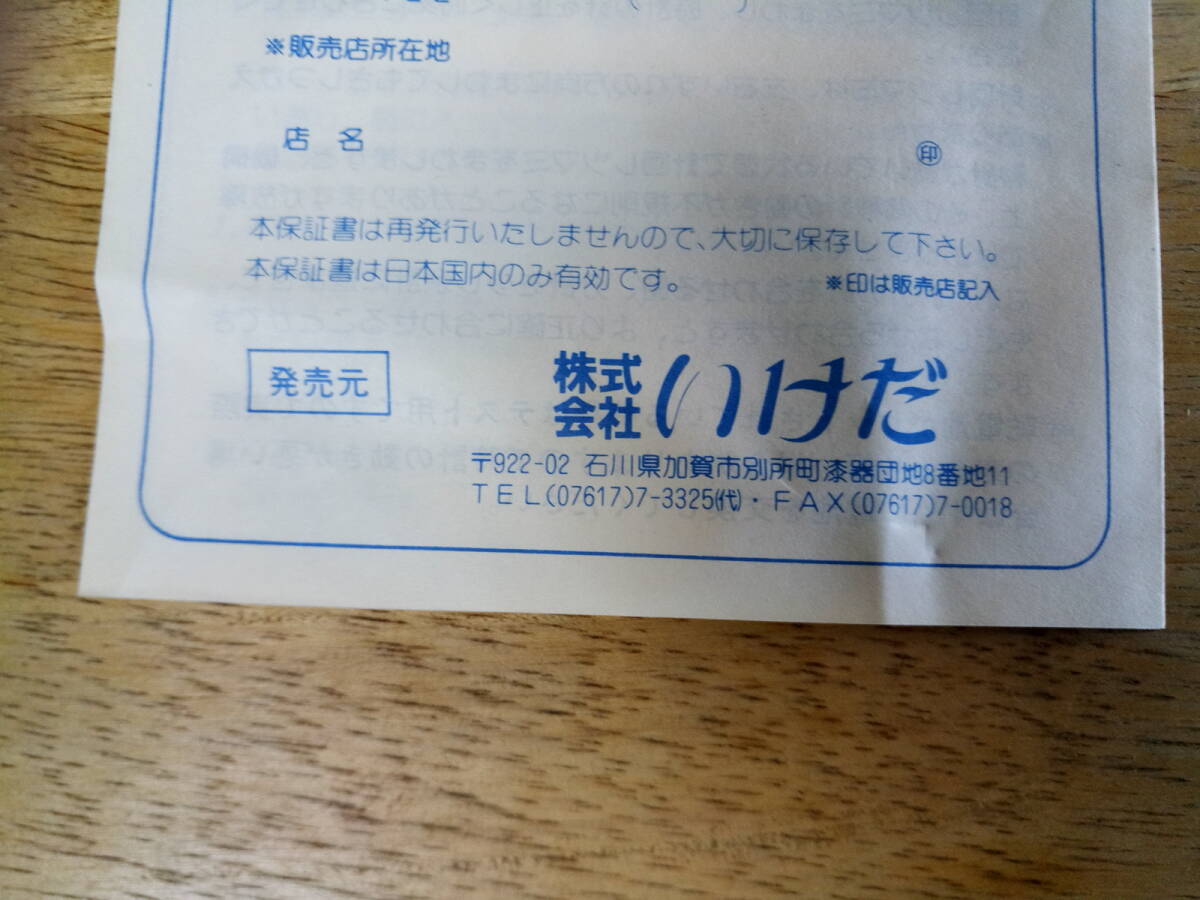 ※販売店所在地
店 名 ㊞
本保証書は再発行いたしませんので、大切に保存して下さい。
本保証書は日本国内のみ有効です。 ※印は販売店記入
発売元
株式会社 いけだ
〒922-02 石川県加賀市別所町漆器団地8番地11
TEL(07617)7-3325㈹・FAX(07617)7-0018